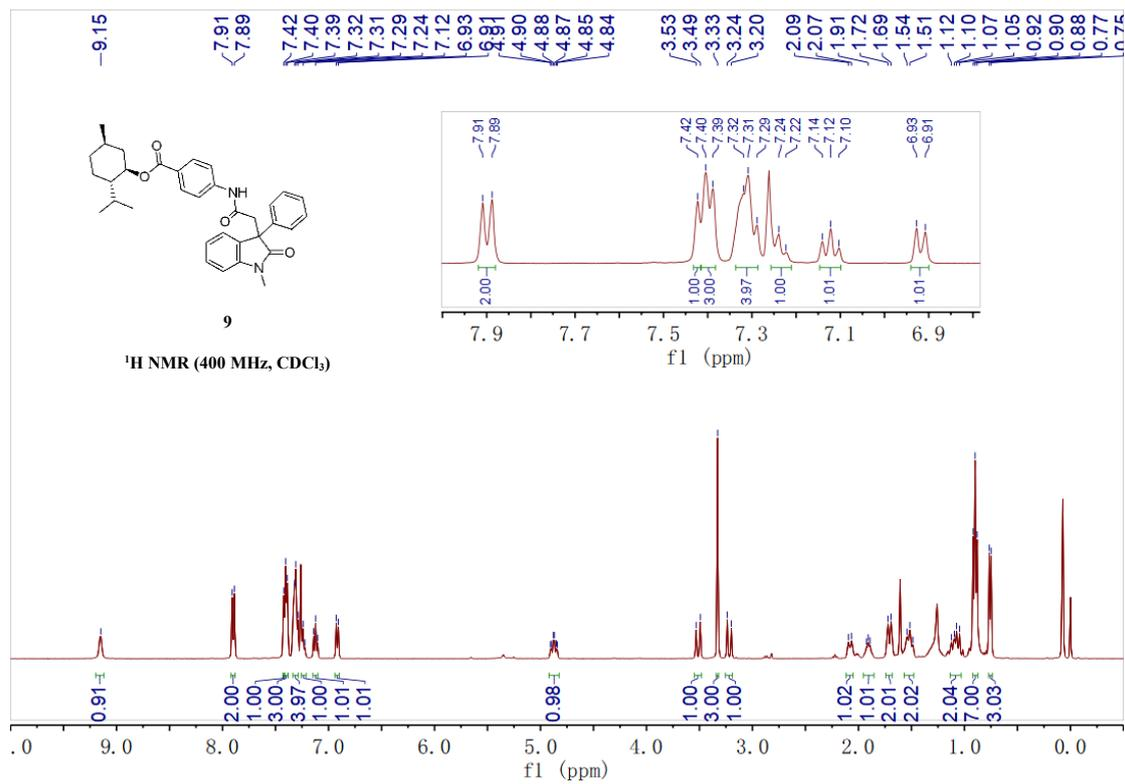 9.15 7.91 7.89 7.42 7.40 7.39 7.32 7.31 7.29 7.24 7.12 6.93 6.91 4.91 4.90 4.88 4.87 4.85 4.84 3.53 3.49 3.33 3.24 3.20 2.09 2.07 1.91 1.72 1.69 1.54 1.51 1.12 1.10 1.07 1.05 0.92 0.90 0.88 0.77 0.75
7.91 7.89 7.42 7.40 7.39 7.32 7.31 7.29 7.24 7.22 7.14 7.12 7.10 6.93 6.91
O
O
NH
O
O
N
2.00 1.00 3.00 3.97 1.00 1.01 1.01
7.9 7.7 7.5 7.3 7.1 6.9
f1 (ppm)
9
¹H NMR (400 MHz, CDCl₃)
0.91 2.00 1.00 3.00 3.97 1.00 1.01 1.01 0.98 1.00 3.00 1.00 1.02 1.01 2.01 2.02 2.04 7.00 3.03
.0 9.0 8.0 7.0 6.0 5.0 4.0 3.0 2.0 1.0 0.0
f1 (ppm)